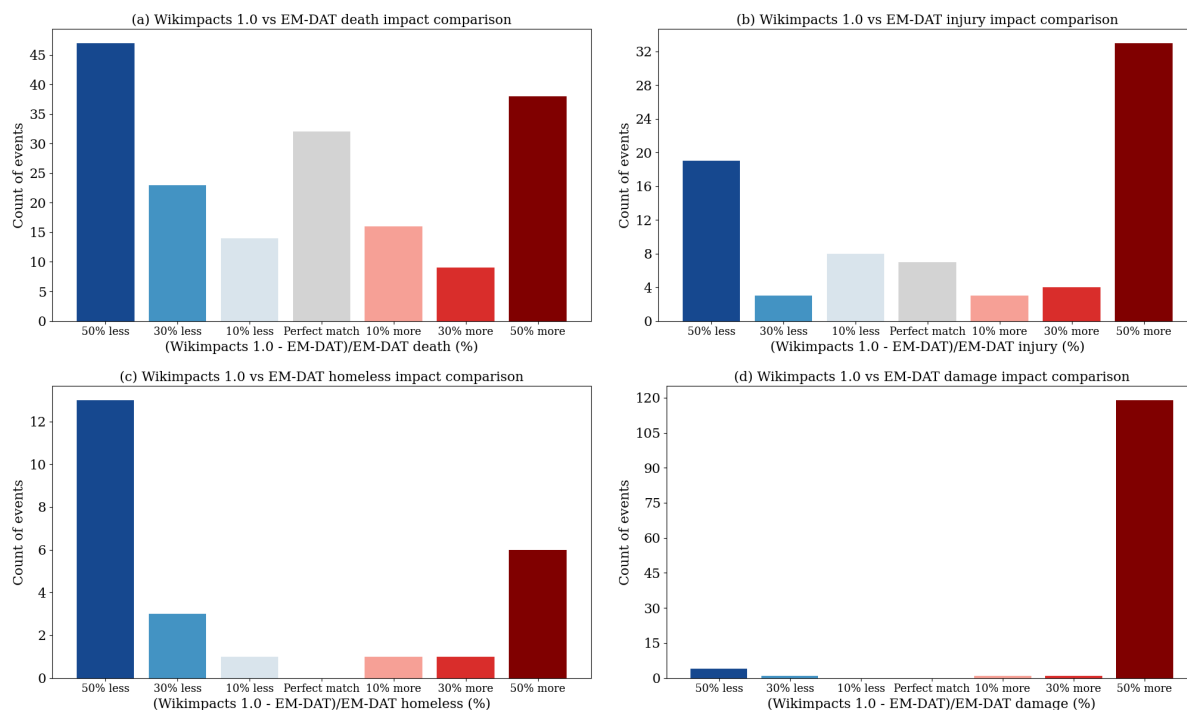 (a) Wikimpacts 1.0 vs EM-DAT death impact comparison
Count of events
45
40
35
30
25
20
15
10
5
0
50% less 30% less 10% less Perfect match 10% more 30% more 50% more
(Wikimpacts 1.0 - EM-DAT)/EM-DAT death (%)
(b) Wikimpacts 1.0 vs EM-DAT injury impact comparison
Count of events
32
28
24
20
16
12
8
4
0
50% less 30% less 10% less Perfect match 10% more 30% more 50% more
(Wikimpacts 1.0 - EM-DAT)/EM-DAT injury (%)
(c) Wikimpacts 1.0 vs EM-DAT homeless impact comparison
Count of events
12
10
8
6
4
2
0
50% less 30% less 10% less Perfect match 10% more 30% more 50% more
(Wikimpacts 1.0 - EM-DAT)/EM-DAT homeless (%)
(d) Wikimpacts 1.0 vs EM-DAT damage impact comparison
Count of events
120
105
90
75
60
45
30
15
0
50% less 30% less 10% less Perfect match 10% more 30% more 50% more
(Wikimpacts 1.0 - EM-DAT)/EM-DAT damage (%)